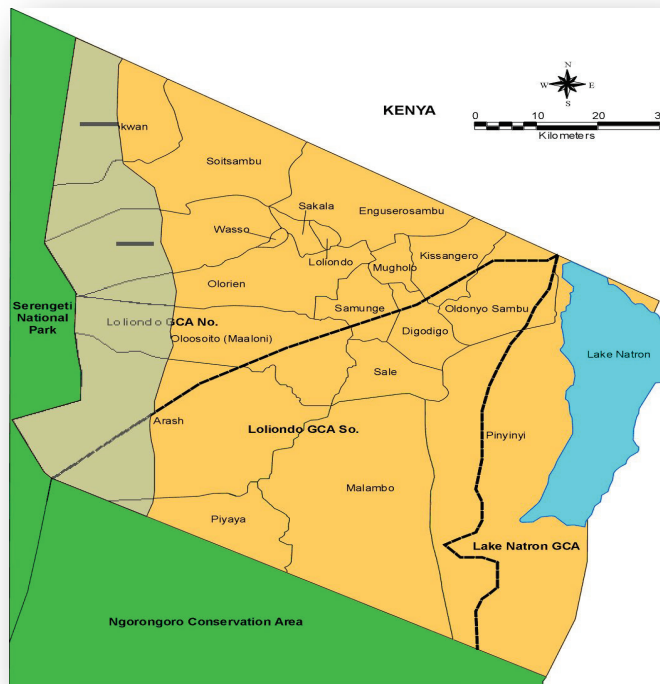 N
W E
S
KENYA
0 10 20 30
Kilometers
kwan
Soitsambu
Sakala
Enguserosambu
Wasso
Loliondo
Kissangero
Mugholo
Olorien
Serengeti
National
Park
Loliondo GCA No.
Samunge
Oldonyo Sambu
Oloosoito (Maaloni)
Digodigo
Lake Natron
Sale
Arash
Loliondo GCA So.
Pinyinyi
Malambo
Piyaya
Lake Natron GCA
Ngorongoro Conservation Area